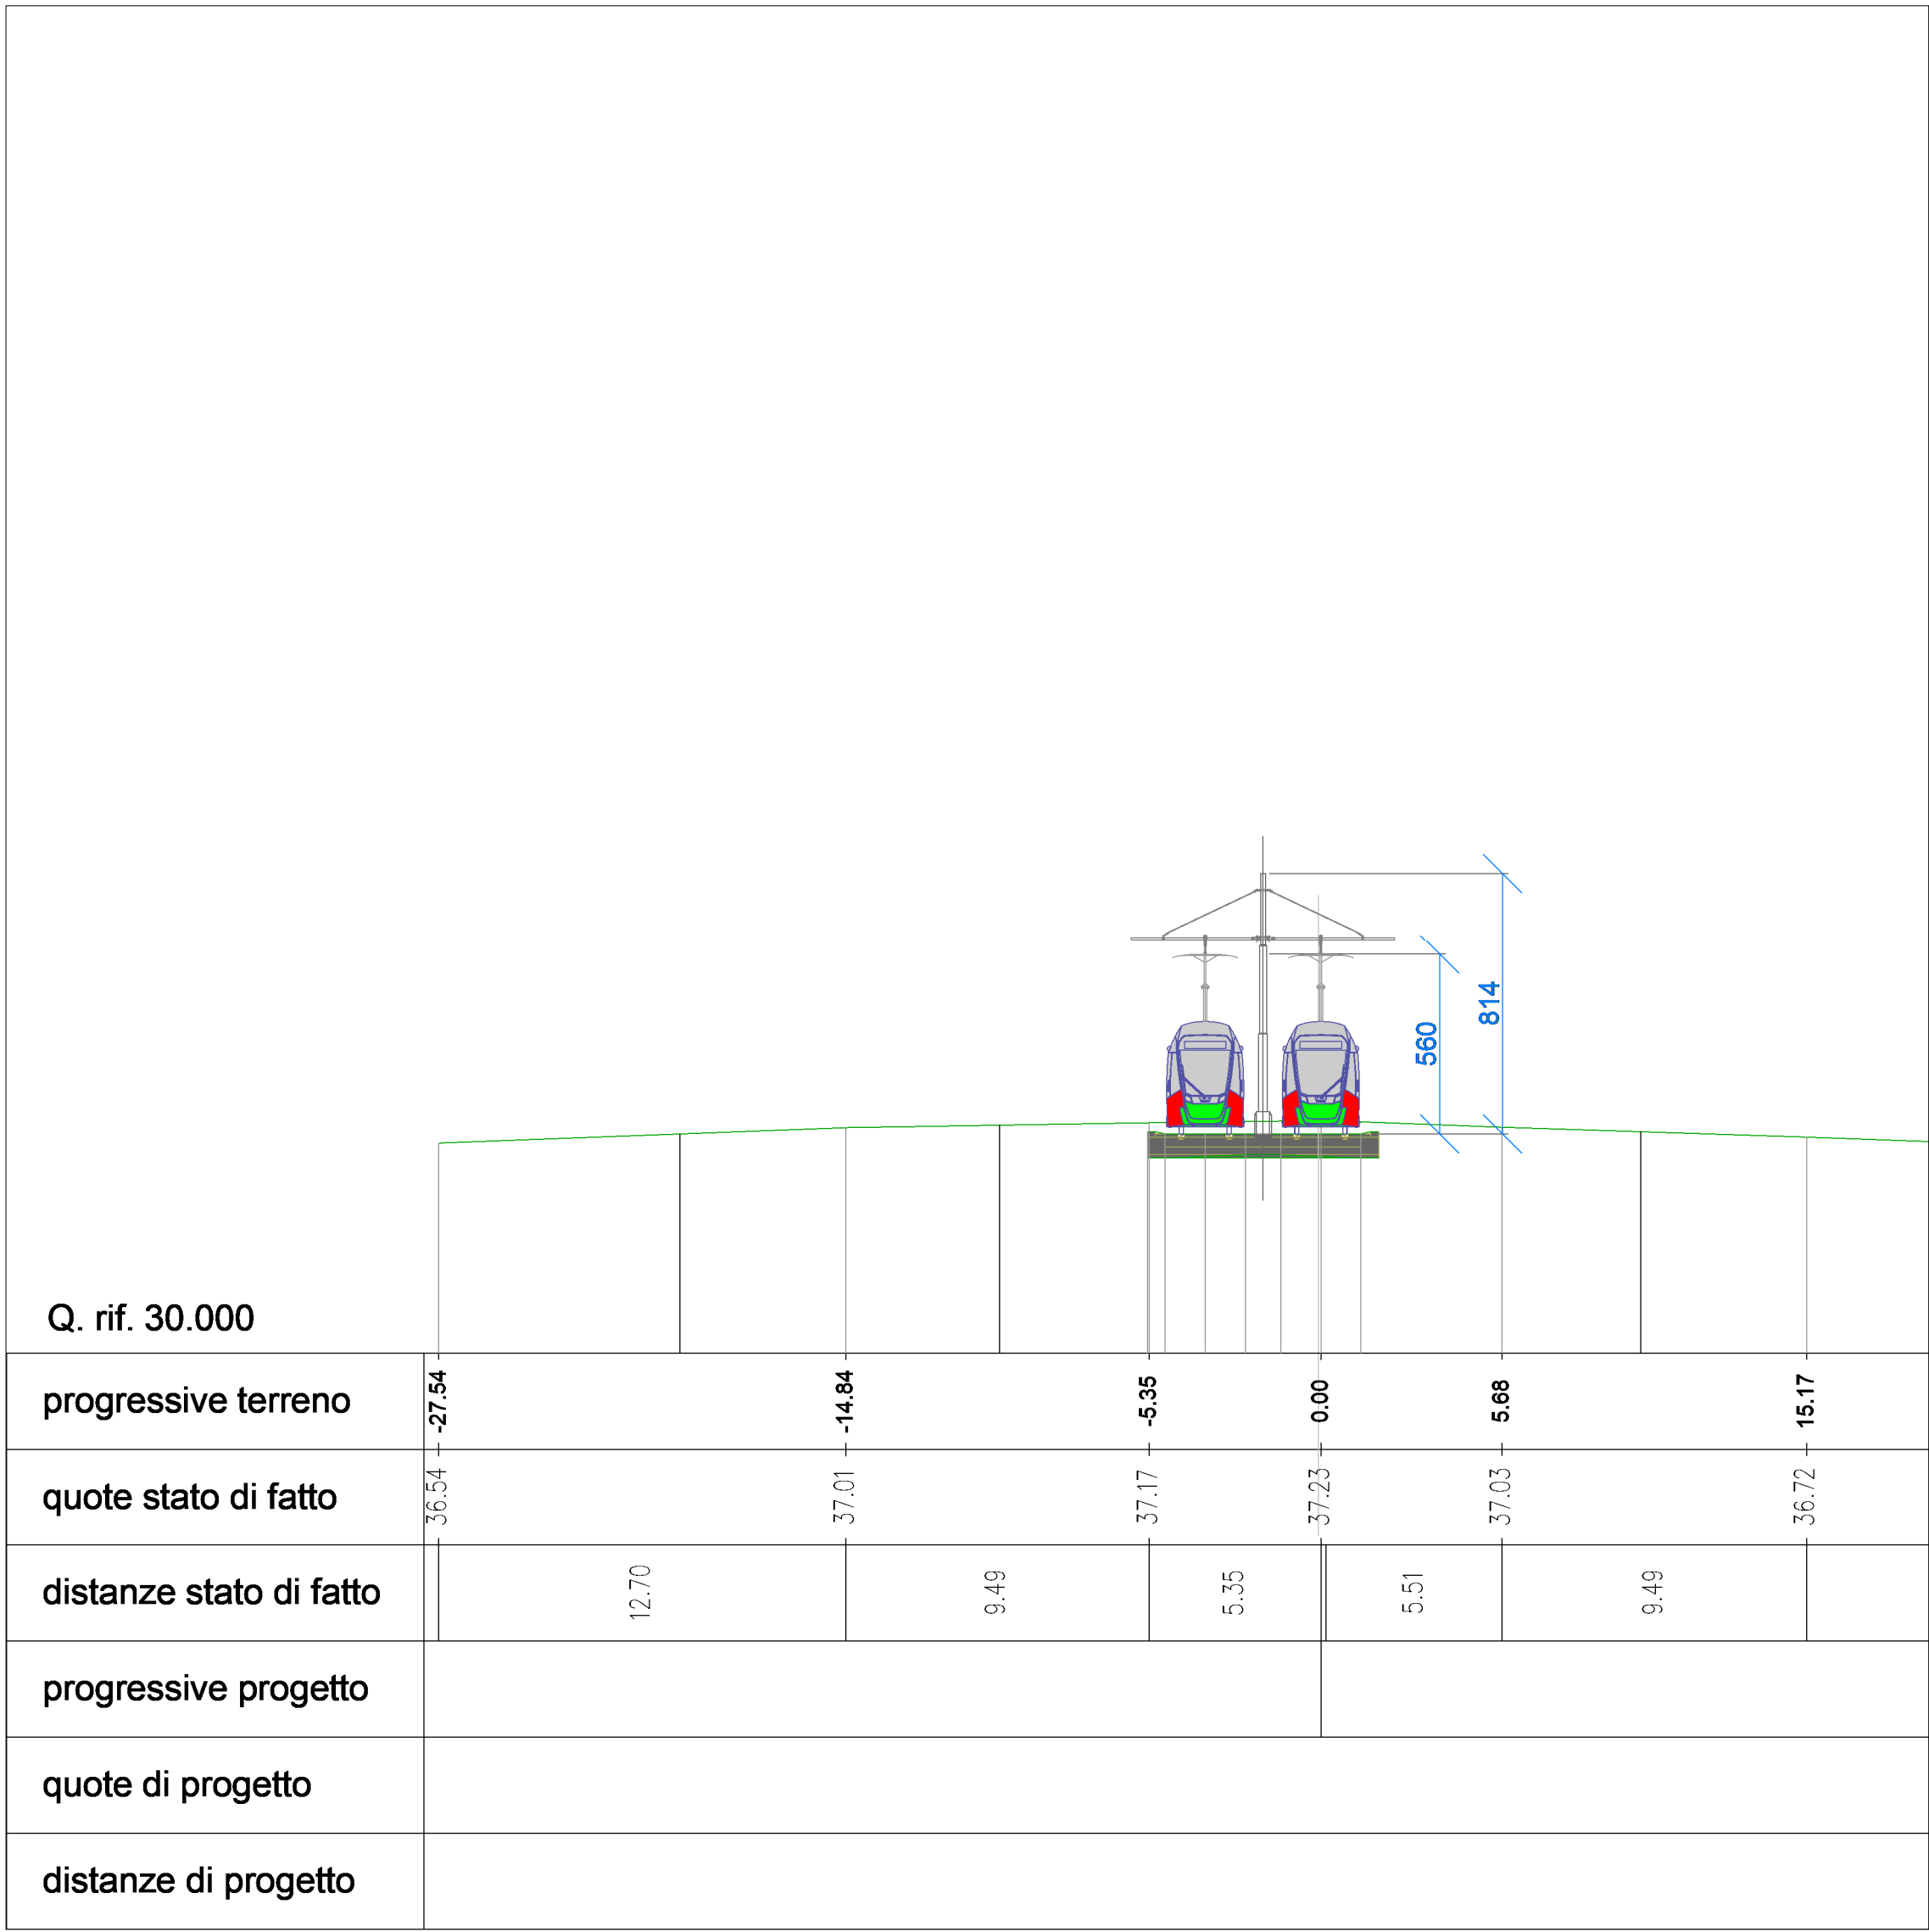 814
560
Q. rif. 30.000
progressive terreno -27.54 -14.84 -5.35 0.00 5.68 15.17
quote stato di fatto 36.54 37.01 37.17 37.23 37.03 36.72
distanze stato di fatto 12.70 9.49 5.35 5.51 9.49
progressive progetto
quote di progetto
distanze di progetto